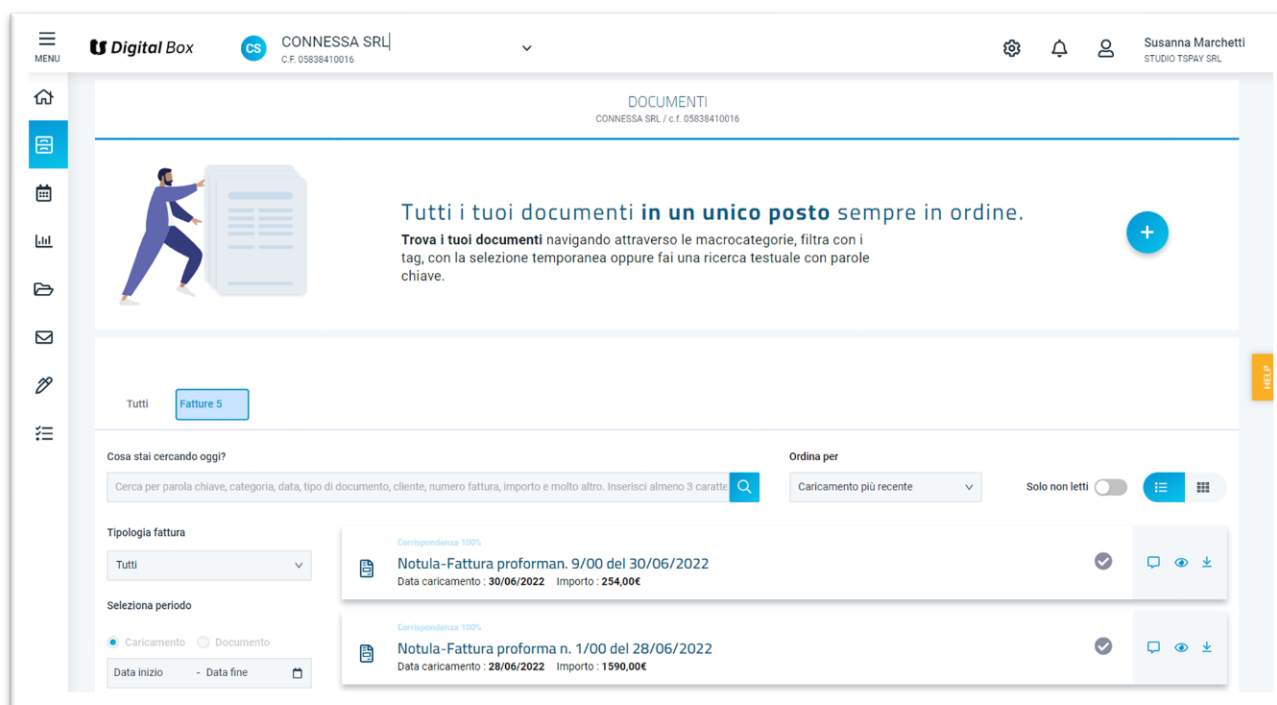 MENU
Digital Box
CS
CONNESSA SRL
C.F. 05838410016
Susanna Marchetti
STUDIO TSPAY SRL
DOCUMENTI
CONNESSA SRL / c.f. 05838410016
Tutti i tuoi documenti in un unico posto sempre in ordine.
Trova i tuoi documenti navigando attraverso le macrocategorie, filtra con i
tag, con la selezione temporanea oppure fai una ricerca testuale con parole
chiave.
+
HELP
Tutti
Fatture 5
Cosa stai cercando oggi?
Cerca per parola chiave, categoria, data, tipo di documento, cliente, numero fattura, importo e molto altro. Inserisci almeno 3 caratte
Ordina per
Caricamento più recente
Solo non letti
Tipologia fattura
Tutti
Seleziona periodo
Caricamento
Documento
Data inizio - Data fine
Corrispondenza 100%
Notula-Fattura proforman. 9/00 del 30/06/2022
Data caricamento : 30/06/2022 Importo : 254,00€
Corrispondenza 100%
Notula-Fattura proforma n. 1/00 del 28/06/2022
Data caricamento : 28/06/2022 Importo : 1590,00€